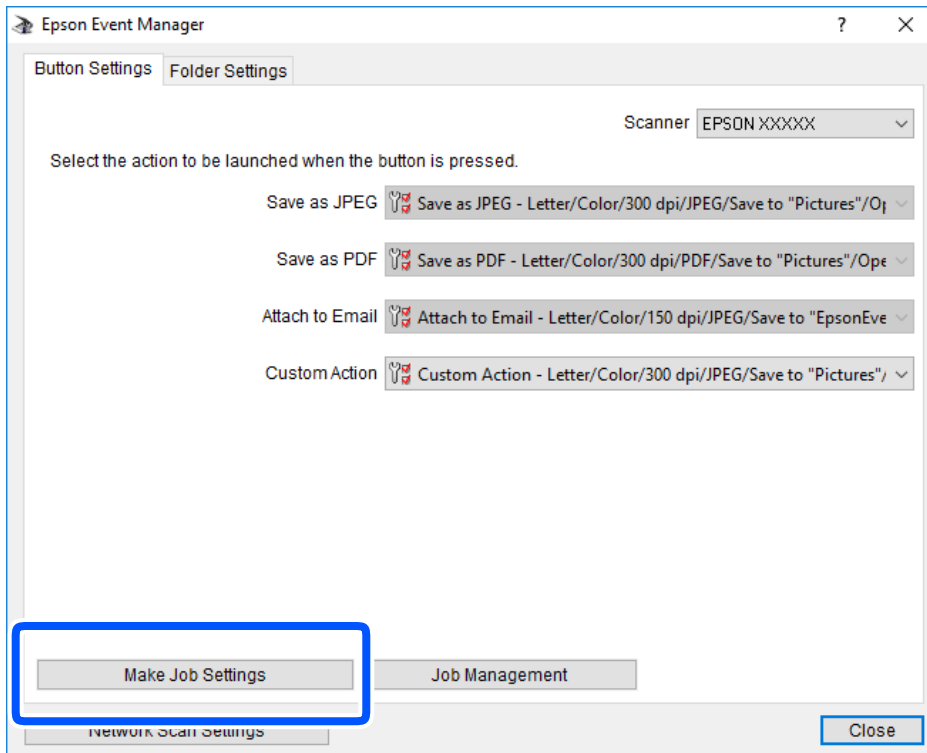 Epson Event Manager
Button Settings Folder Settings
Scanner EPSON XXXXX
Select the action to be launched when the button is pressed.
Save as JPEG Save as JPEG - Letter/Color/300 dpi/JPEG/Save to "Pictures"/Op
Save as PDF Save as PDF - Letter/Color/300 dpi/PDF/Save to "Pictures"/Ope
Attach to Email Attach to Email - Letter/Color/150 dpi/JPEG/Save to "EpsonEve
Custom Action Custom Action - Letter/Color/300 dpi/JPEG/Save to "Pictures"/
Make Job Settings Job Management
Network Scan Settings Close